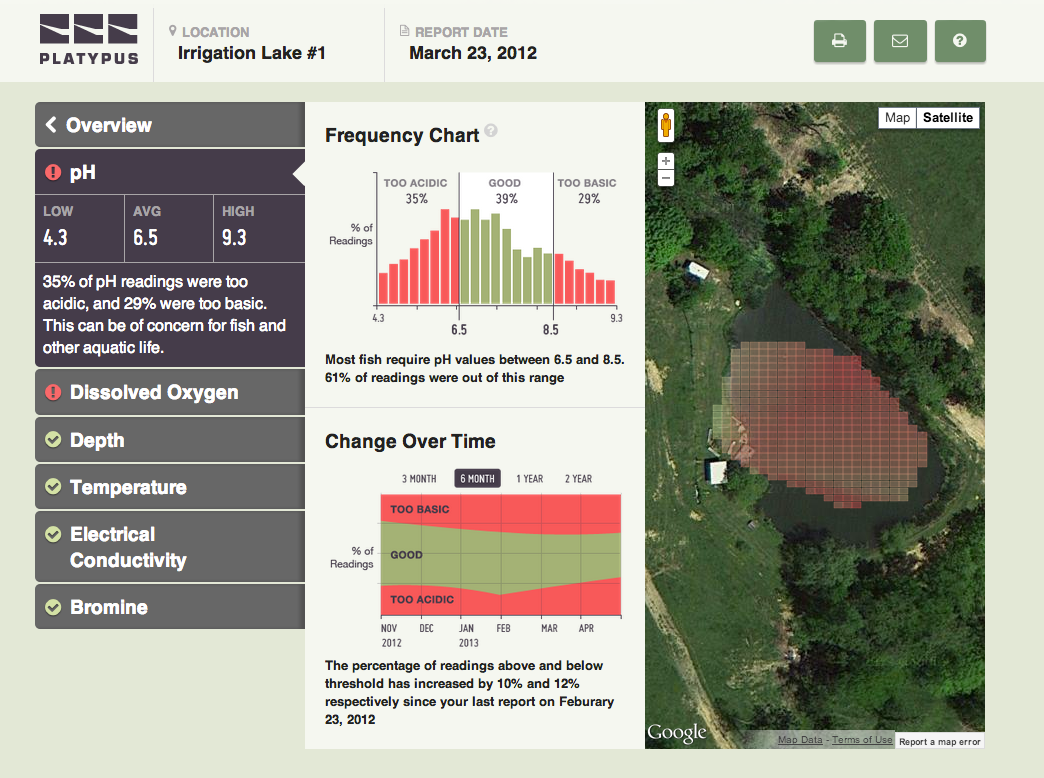 PLATYPUS
LOCATION
Irrigation Lake #1
REPORT DATE
March 23, 2012
Overview
pH
LOW AVG HIGH
4.3 6.5 9.3
35% of pH readings were too
acidic, and 29% were too basic.
This can be of concern for fish and
other aquatic life.
Dissolved Oxygen
Depth
Temperature
Electrical
Conductivity
Bromine
Frequency Chart ?
TOO ACIDIC GOOD TOO BASIC
35% 39% 29%
% of
Readings
4.3 9.3
6.5 8.5
Most fish require pH values between 6.5 and 8.5.
61% of readings were out of this range
Change Over Time
3 MONTH 6 MONTH 1 YEAR 2 YEAR
TOO BASIC
% of
Readings
GOOD
TOO ACIDIC
NOV DEC JAN FEB MAR APR
2012 2013
The percentage of readings above and below
threshold has increased by 10% and 12%
respectively since your last report on Feburary
23, 2012
Map Satellite
+
−
Google
Map Data - Terms of Use Report a map error